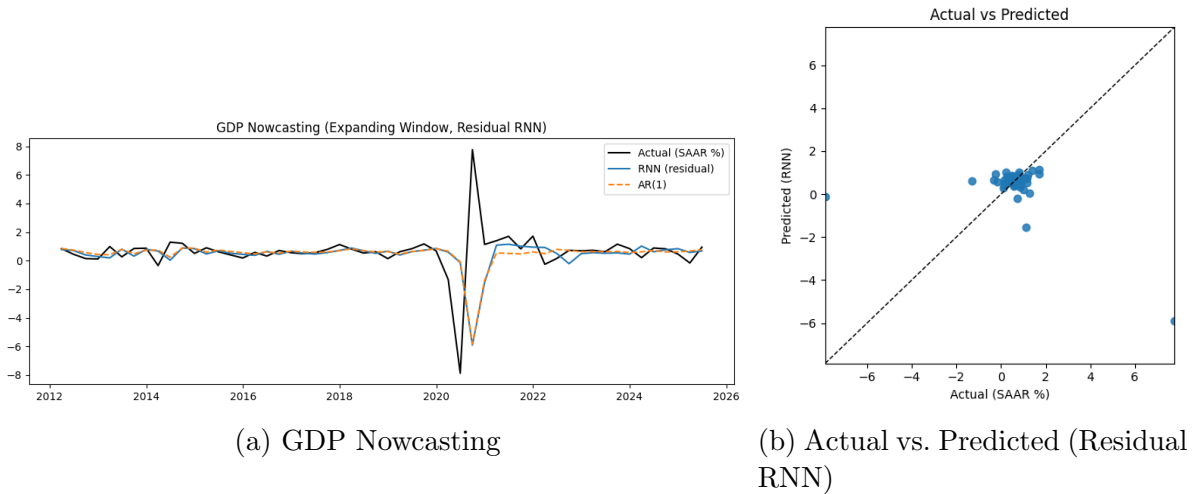 GDP Nowcasting (Expanding Window, Residual RNN)
8
6
4
2
0
−2
−4
−6
−8
2012 2014 2016 2018 2020 2022 2024 2026
Actual (SAAR %)
RNN (residual)
AR(1)
(a) GDP Nowcasting
Actual vs Predicted
Predicted (RNN)
6
4
2
0
−2
−4
−6
−6 −4 −2 0 2 4 6
Actual (SAAR %)
(b) Actual vs. Predicted (Residual
RNN)